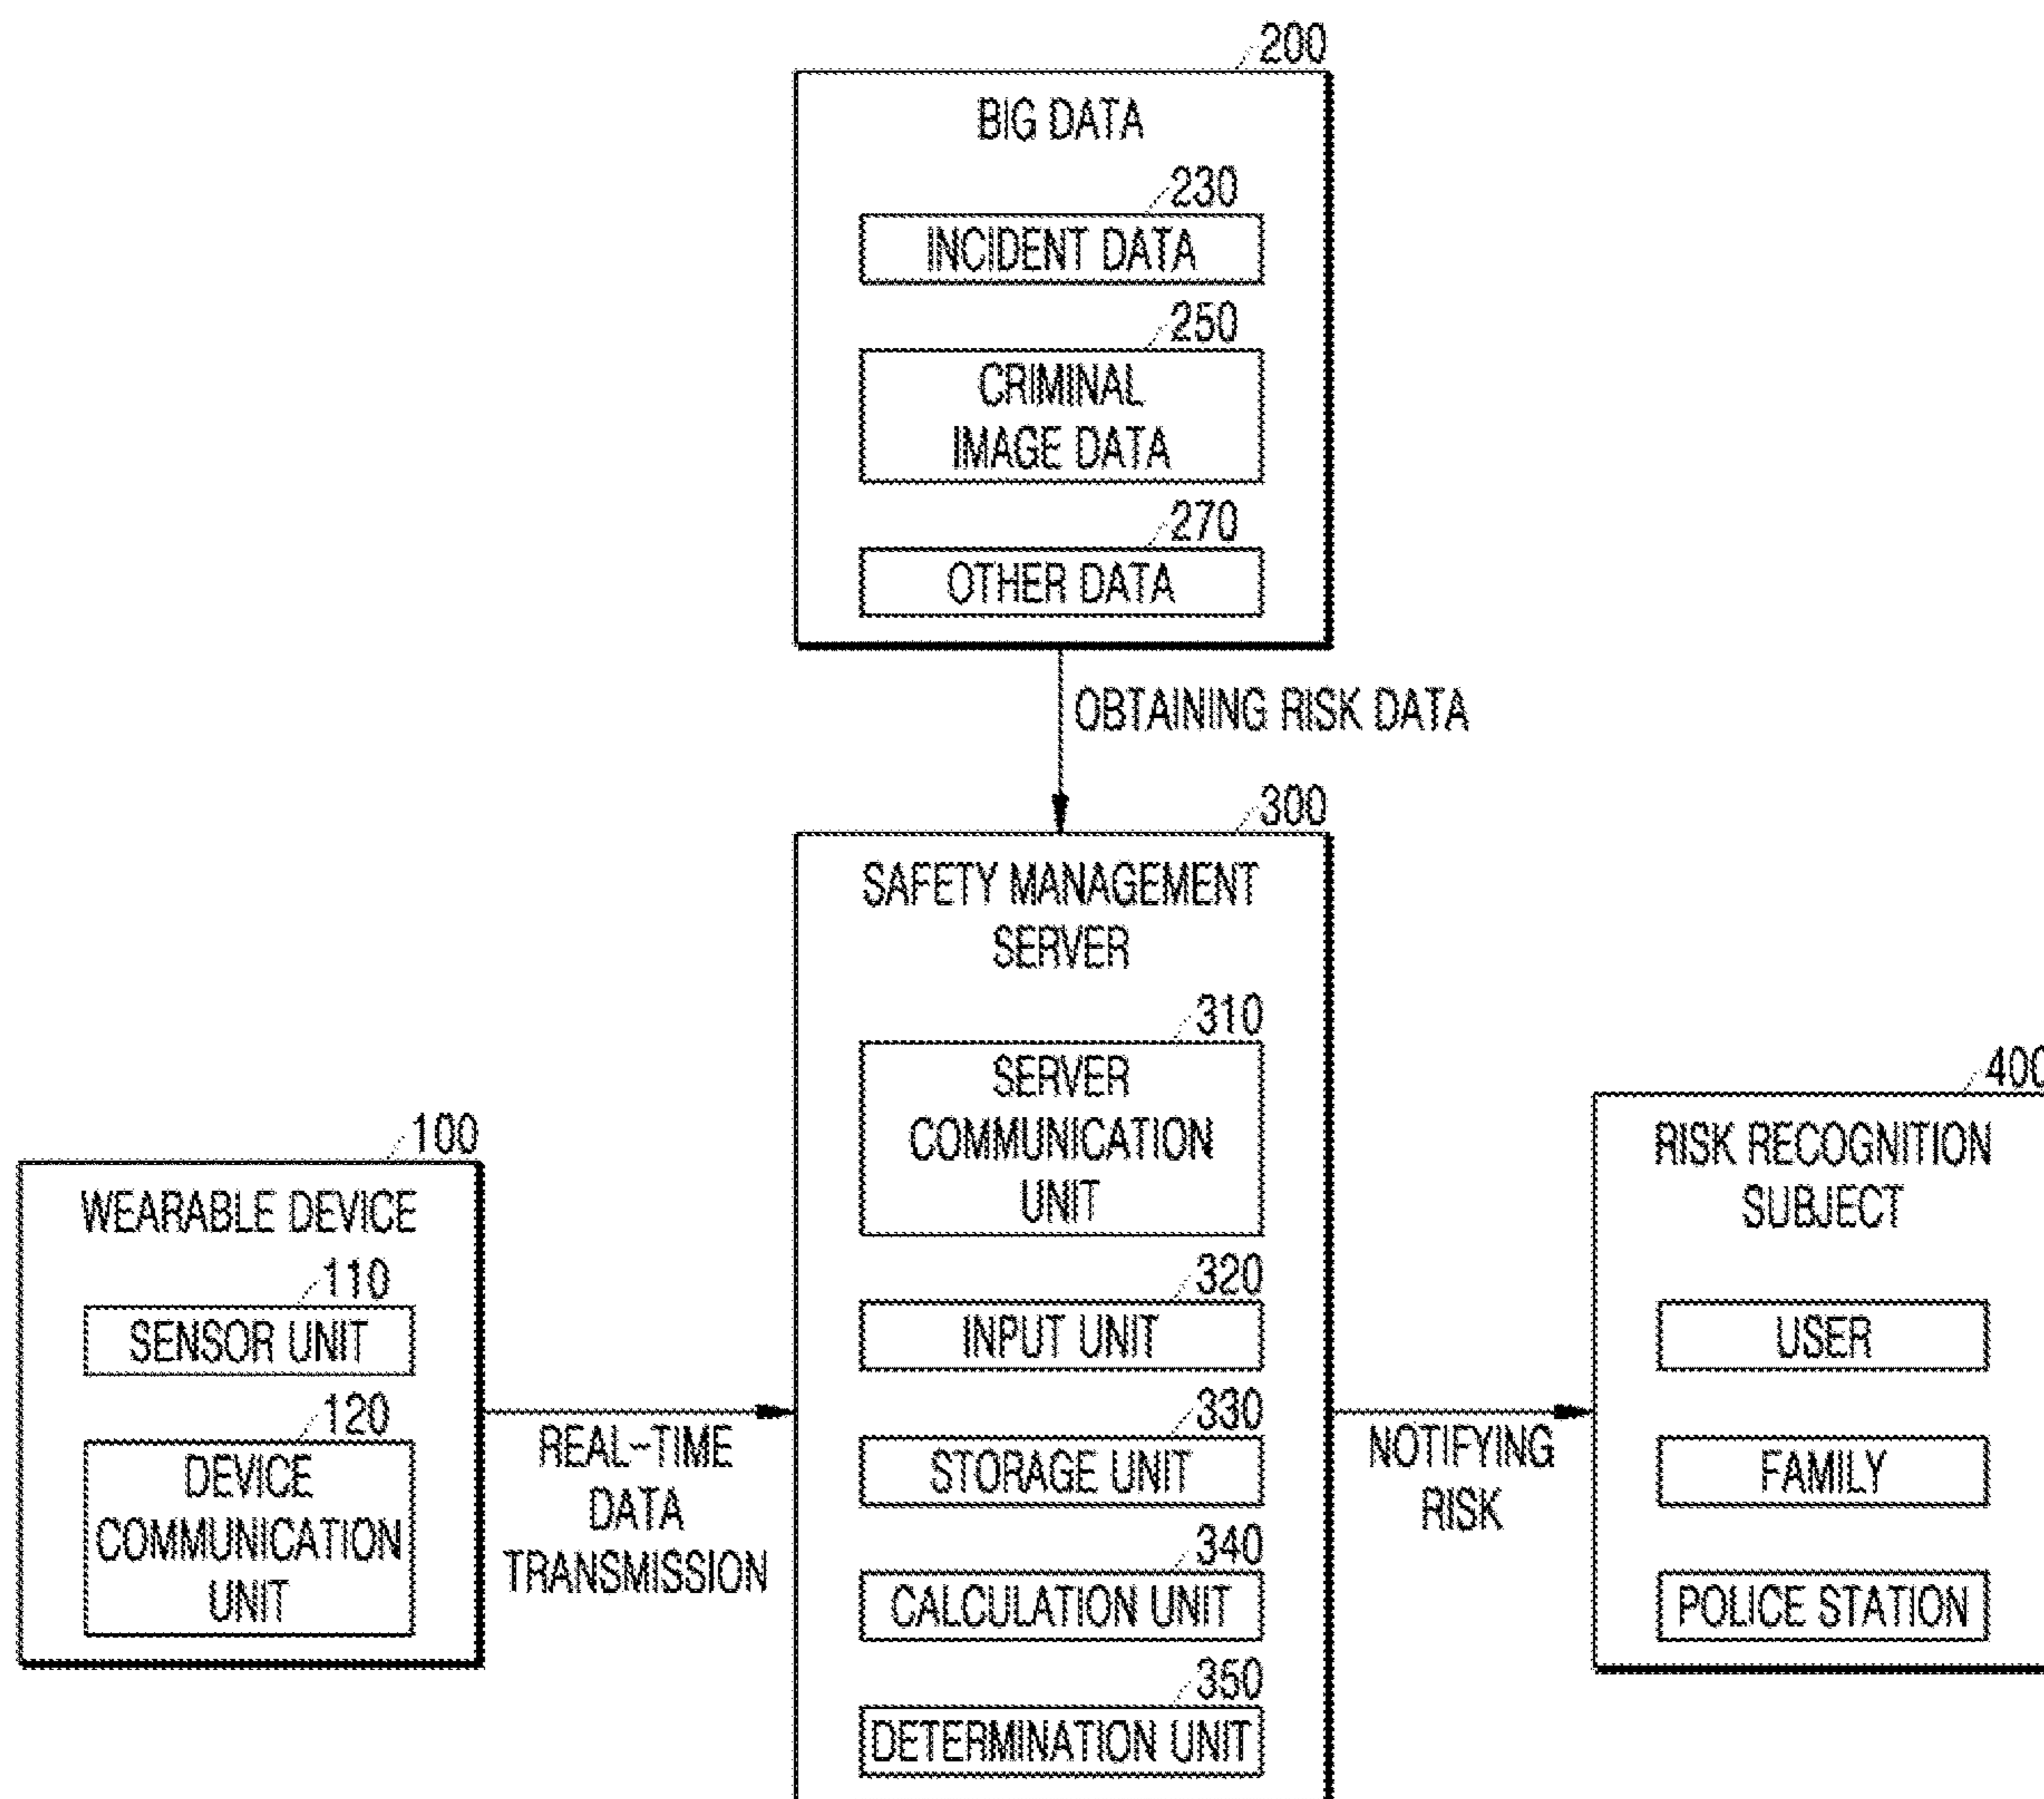 200
BIG DATA
230
INCIDENT DATA
250
CRIMINAL
IMAGE DATA
270
OTHER DATA
OBTAINING RISK DATA
300
SAFETY MANAGEMENT
SERVER
310
SERVER
COMMUNICATION
UNIT
320
INPUT UNIT
330
STORAGE UNIT
340
CALCULATION UNIT
350
DETERMINATION UNIT
100
WEARABLE DEVICE
110
SENSOR UNIT
120
DEVICE
COMMUNICATION
UNIT
REAL-TIME
DATA
TRANSMISSION
NOTIFYING
RISK
400
RISK RECOGNITION
SUBJECT
USER
FAMILY
POLICE STATION